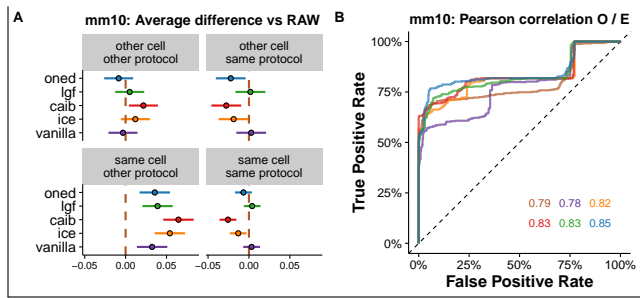 A
mm10: Average difference vs RAW
other cell
other protocol
other cell
same protocol
oned
lgf
caib
ice
vanilla
same cell
other protocol
same cell
same protocol
oned
lgf
caib
ice
vanilla
−0.05 0.00 0.05
−0.05 0.00 0.05
B
mm10: Pearson correlation O / E
True Positive Rate
100%
75%
50%
25%
0%
0.79 0.78 0.82
0.83 0.83 0.85
0% 25% 50% 75% 100%
False Positive Rate